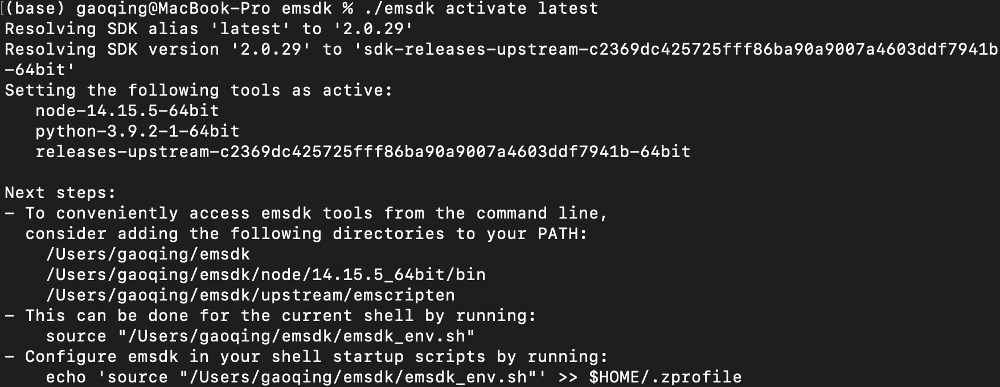 [(base) gaoqing@MacBook-Pro emsdk % ./emsdk activate latest
Resolving SDK alias 'latest' to '2.0.29'
Resolving SDK version '2.0.29' to 'sdk-releases-upstream-c2369dc425725fff86ba90a9007a4603ddf7941b
-64bit'
Setting the following tools as active:
   node-14.15.5-64bit
   python-3.9.2-1-64bit
   releases-upstream-c2369dc425725fff86ba90a9007a4603ddf7941b-64bit

Next steps:
- To conveniently access emsdk tools from the command line,
  consider adding the following directories to your PATH:
    /Users/gaoqing/emsdk
    /Users/gaoqing/emsdk/node/14.15.5_64bit/bin
    /Users/gaoqing/emsdk/upstream/emscripten
- This can be done for the current shell by running:
    source "/Users/gaoqing/emsdk/emsdk_env.sh"
- Configure emsdk in your shell startup scripts by running:
    echo 'source "/Users/gaoqing/emsdk/emsdk_env.sh"' >> $HOME/.zprofile